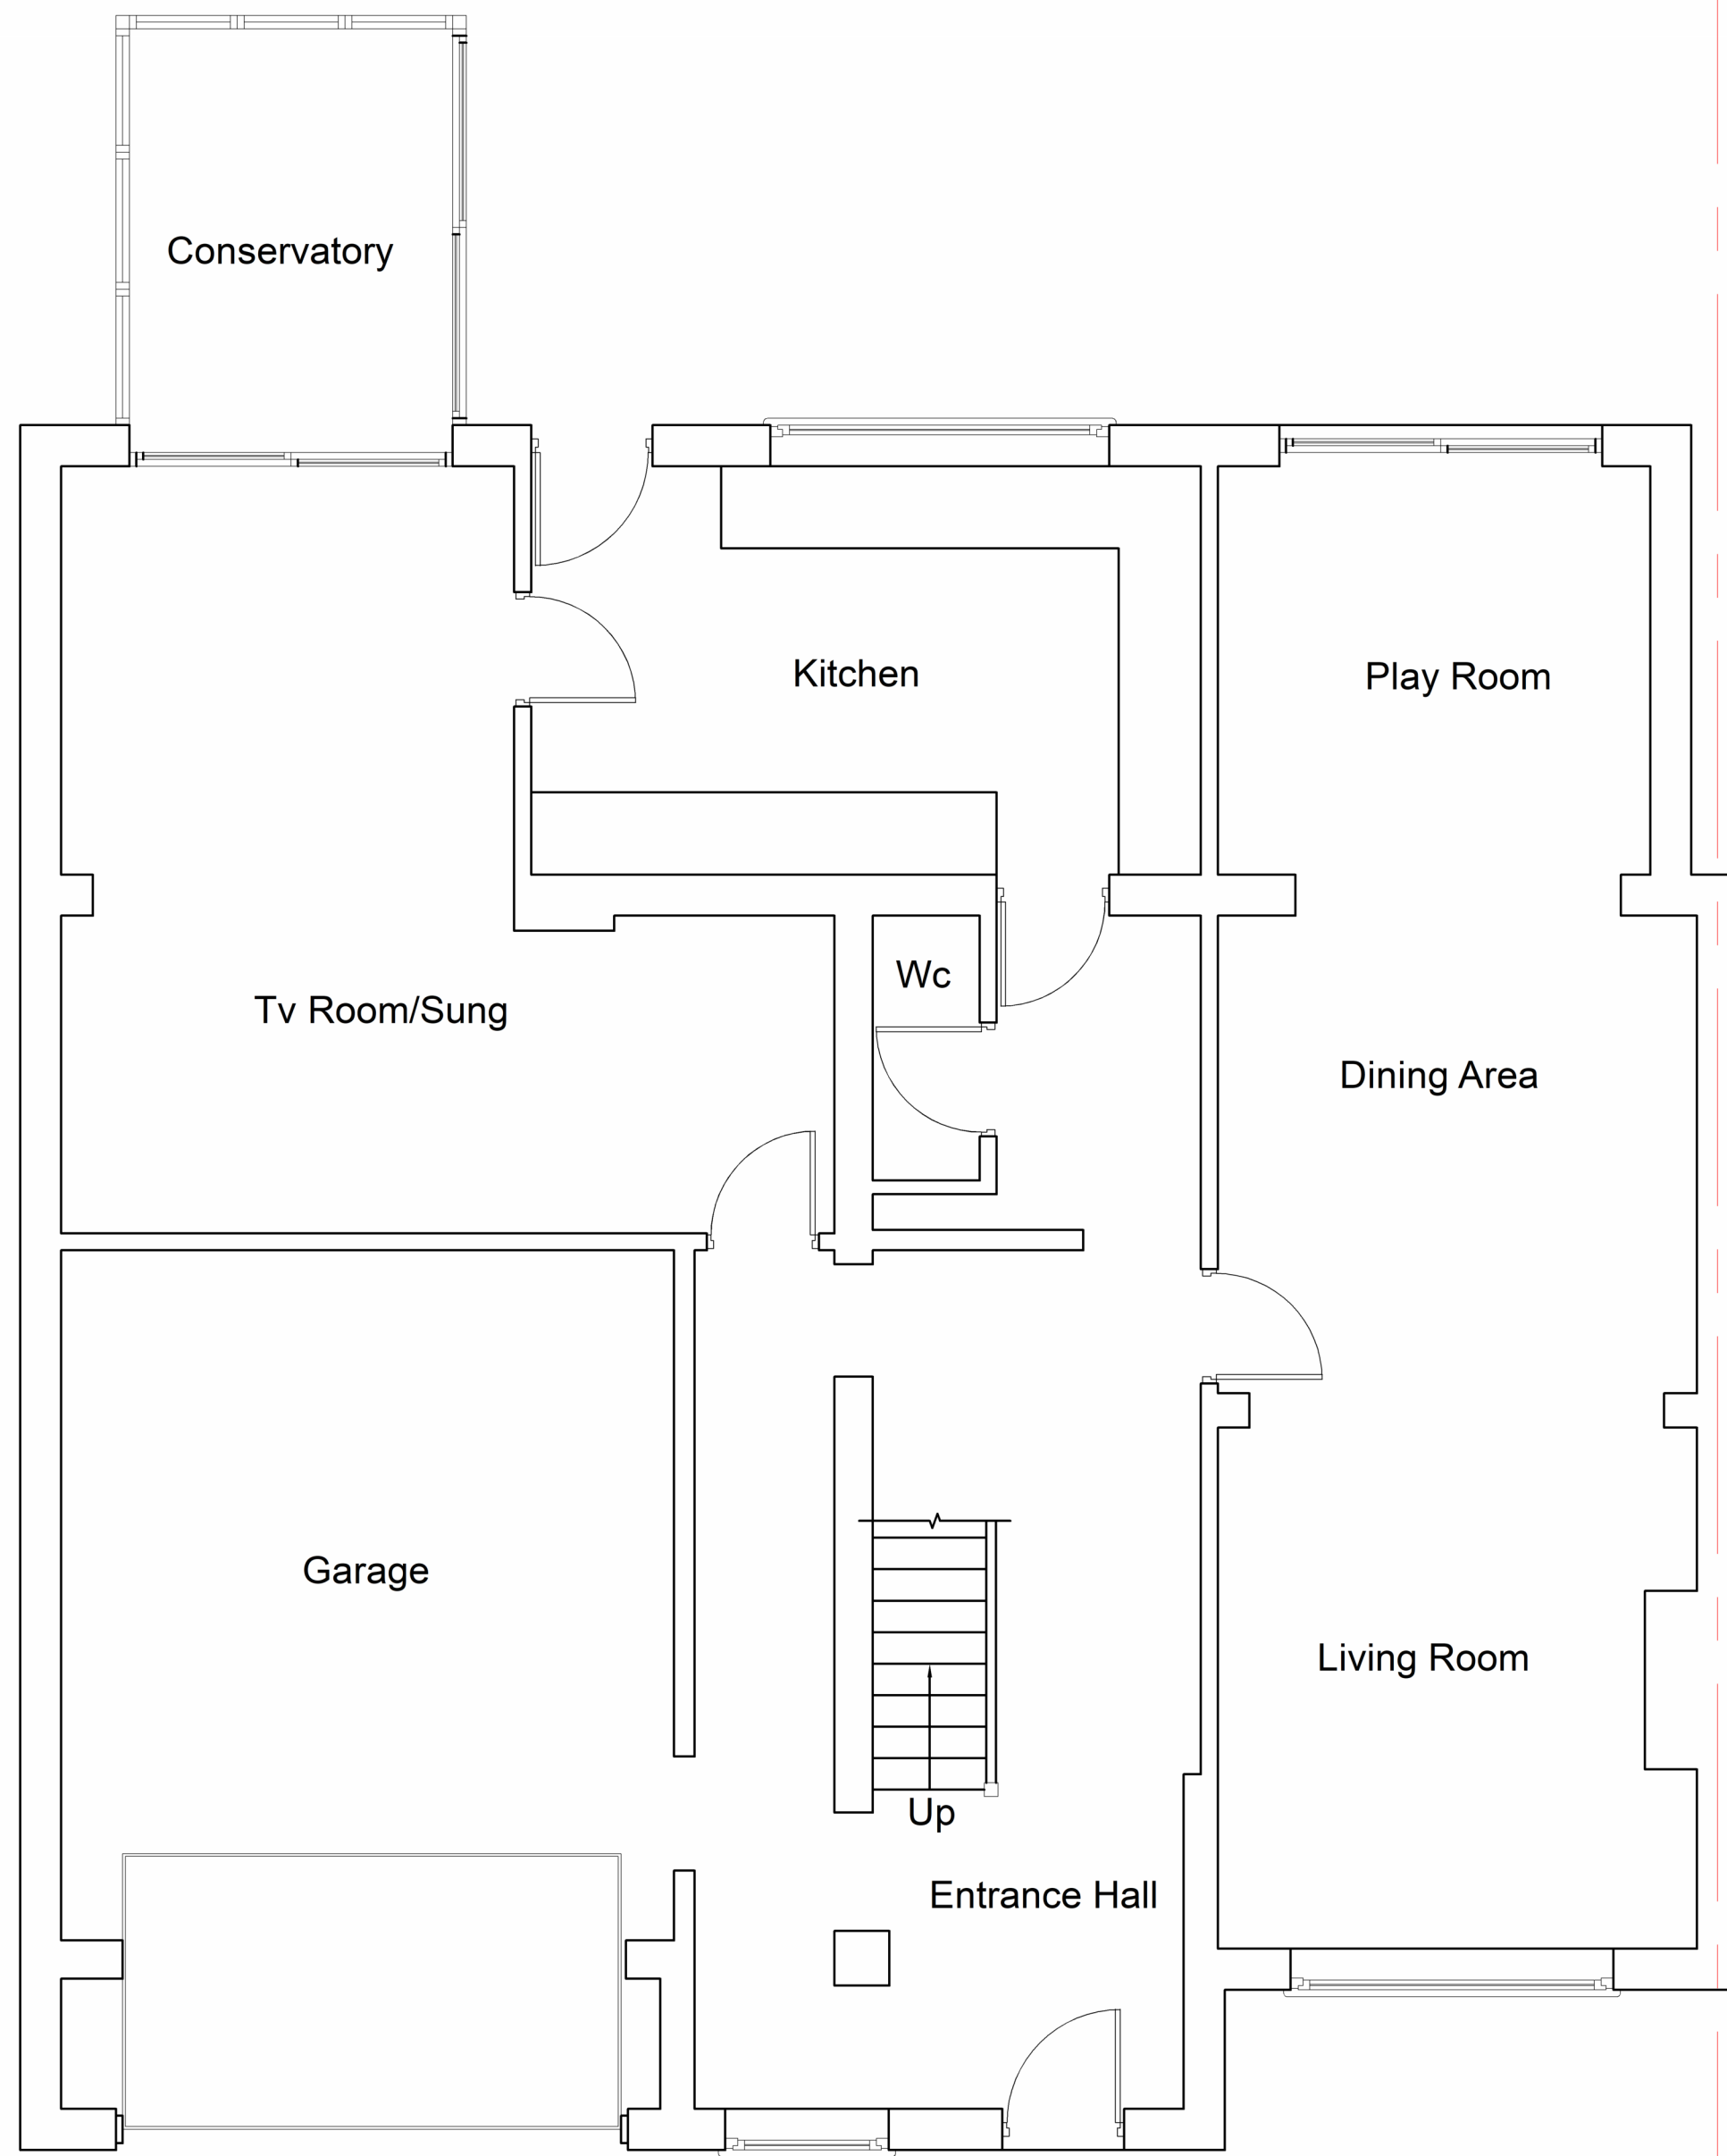 Conservatory
Kitchen
Play Room
Wc
Tv Room/Sung
Dining Area
Garage
Living Room
Up
Entrance Hall